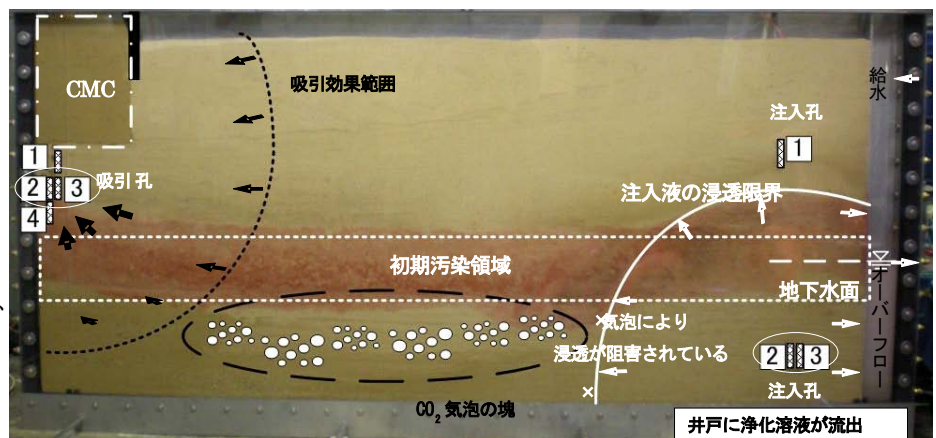 CMC
吸引効果範囲
給水
注入孔
1
1
2
3
吸引孔
4
注入液の浸透限界
初期汚染領域
地下水面
オーバーフロー
×気泡により
浸透が阻害されている
×
2
3
注入孔
CO2気泡の塊
井戸に浄化溶液が流出